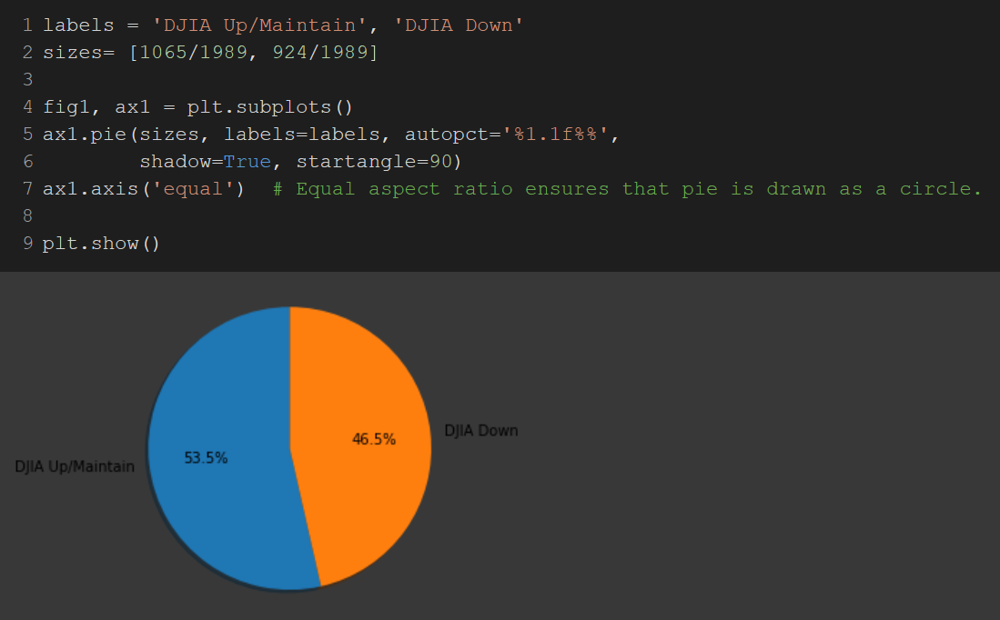 1 labels = 'DJIA Up/Maintain', 'DJIA Down'
2 sizes= [1065/1989, 924/1989]
3
4 fig1, ax1 = plt.subplots()
5 ax1.pie(sizes, labels=labels, autopct='%1.1f%%',
6         shadow=True, startangle=90)
7 ax1.axis('equal')  # Equal aspect ratio ensures that pie is drawn as a circle.
8
9 plt.show()
DJIA Down
46.5%
53.5%
DJIA Up/Maintain